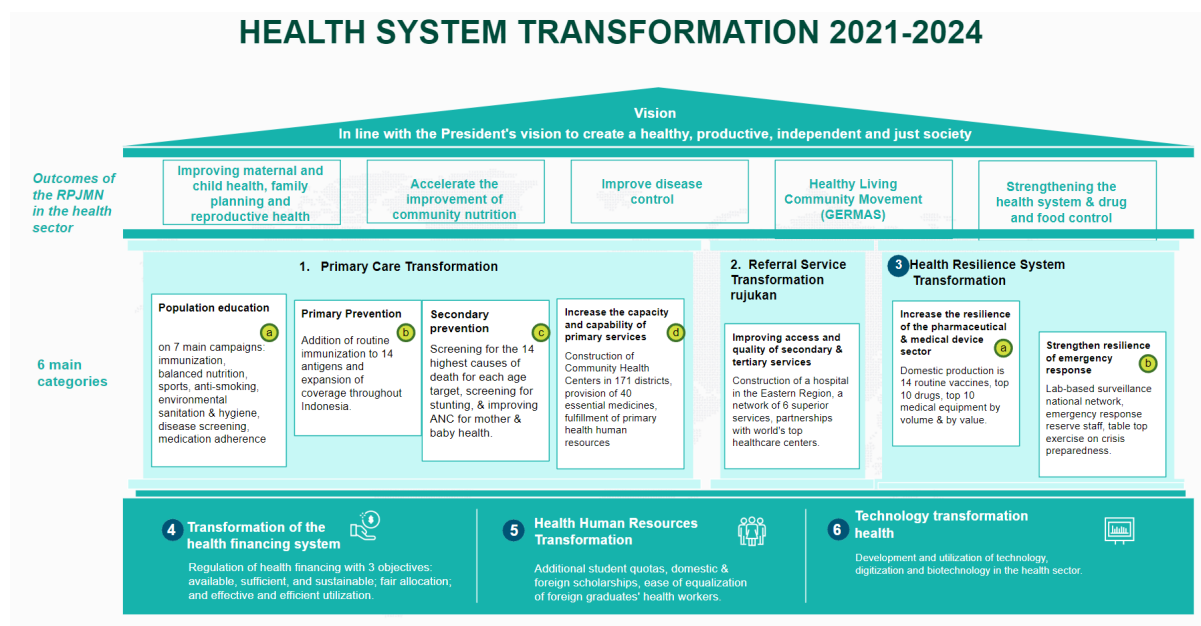 HEALTH SYSTEM TRANSFORMATION 2021-2024
Vision
In line with the President's vision to create a healthy, productive, independent and just society
Outcomes of
the RPJMN
in the health
sector
Improving maternal and
child health, family
planning and
reproductive health
Accelerate the
improvement of
community nutrition
Improve disease
control
Healthy Living
Community Movement
(GERMAS)
Strengthening the
health system & drug
and food control
6 main
categories
1. Primary Care Transformation
Population education
a
on 7 main campaigns:
immunization,
balanced nutrition,
sports, anti-smoking,
environmental
sanitation & hygiene,
disease screening,
medication adherence
Primary Prevention
b
Addition of routine
immunization to 14
antigens and
expansion of
coverage throughout
Indonesia.
Secondary
prevention
c
Screening for the 14
highest causes of
death for each age
target, screening for
stunting, & improving
ANC for mother &
baby health.
Increase the capacity
and capability of
primary services
d
Construction of
Community Health
Centers in 171 districts,
provision of 40
essential medicines,
fulfillment of primary
health human
resources
2. Referral Service
Transformation
rujukan
Improving access and
quality of secondary &
tertiary services
Construction of a hospital
in the Eastern Region, a
network of 6 superior
services, partnerships
with world's top
healthcare centers.
3 Health Resilience System
Transformation
Increase the resilience
of the pharmaceutical
& medical device
sector
a
Domestic production is
14 routine vaccines, top
10 drugs, top 10
medical equipment by
volume & by value.
Strengthen resilience
of emergency
response
b
Lab-based surveillance
national network,
emergency response
reserve staff, table top
exercise on crisis
preparedness.
4 Transformation of the
health financing system
Regulation of health financing with 3 objectives:
available, sufficient, and sustainable; fair allocation;
and effective and efficient utilization.
5 Health Human Resources
Transformation
Additional student quotas, domestic &
foreign scholarships, ease of equalization
of foreign graduates' health workers.
6 Technology transformation
health
Development and utilization of technology,
digitization and biotechnology in the health sector.